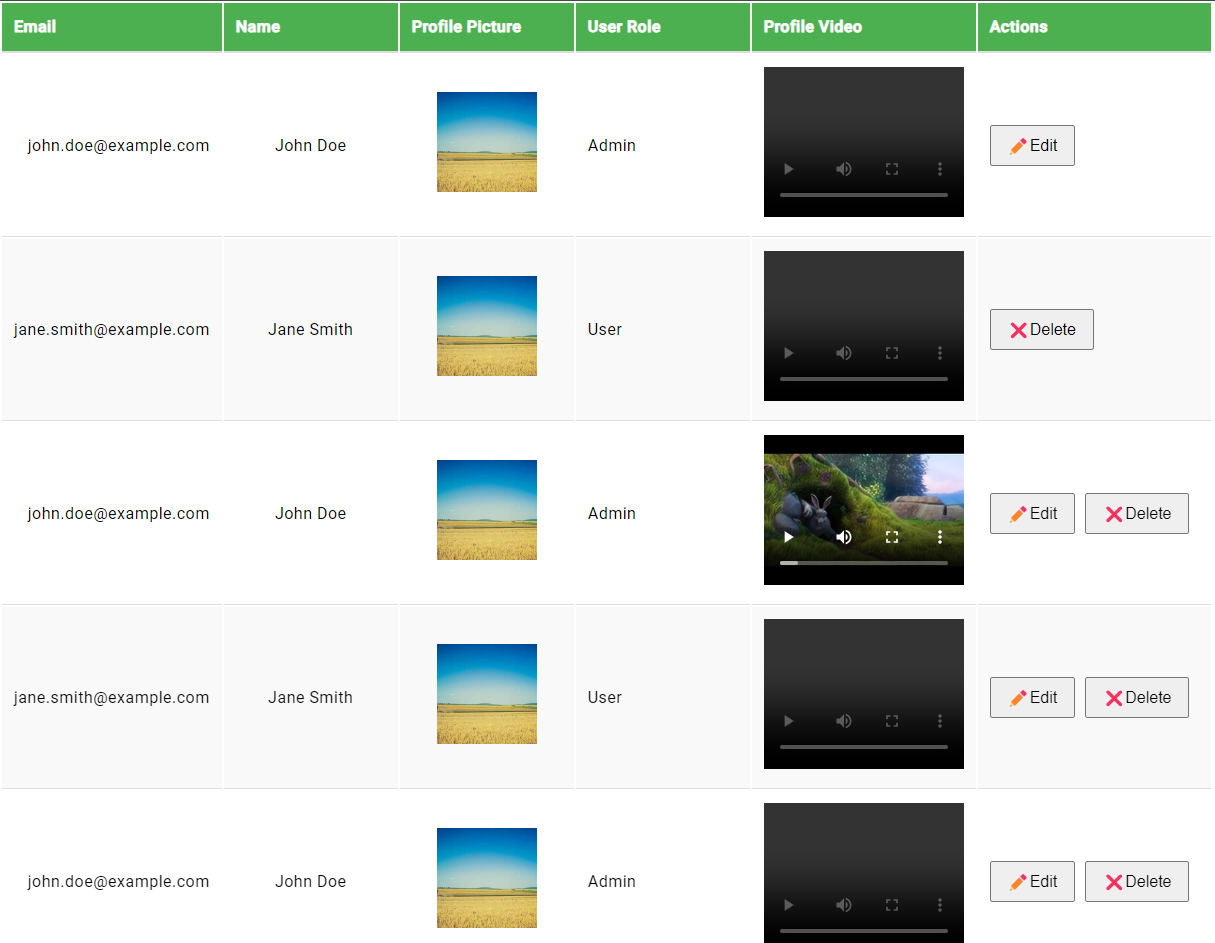 Email Name Profile Picture User Role Profile Video Actions
john.doe@example.com John Doe Admin Edit
jane.smith@example.com Jane Smith User Delete
john.doe@example.com John Doe Admin Edit Delete
jane.smith@example.com Jane Smith User Edit Delete
john.doe@example.com John Doe Admin Edit Delete